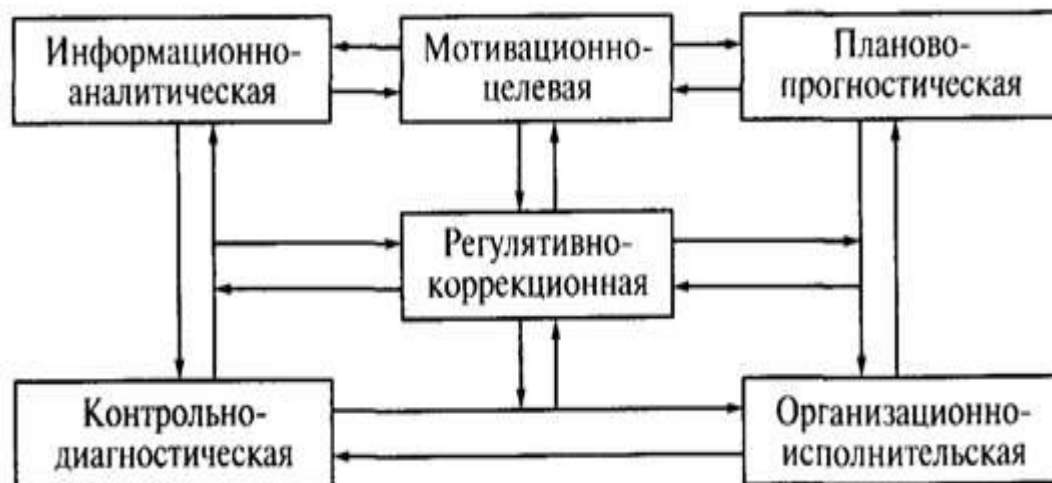 Информационно-
аналитическая
Мотивационно-
целевая
Планово-
прогностическая
Регулятивно-
коррекционная
Контрольно-
диагностическая
Организационно-
исполнительская